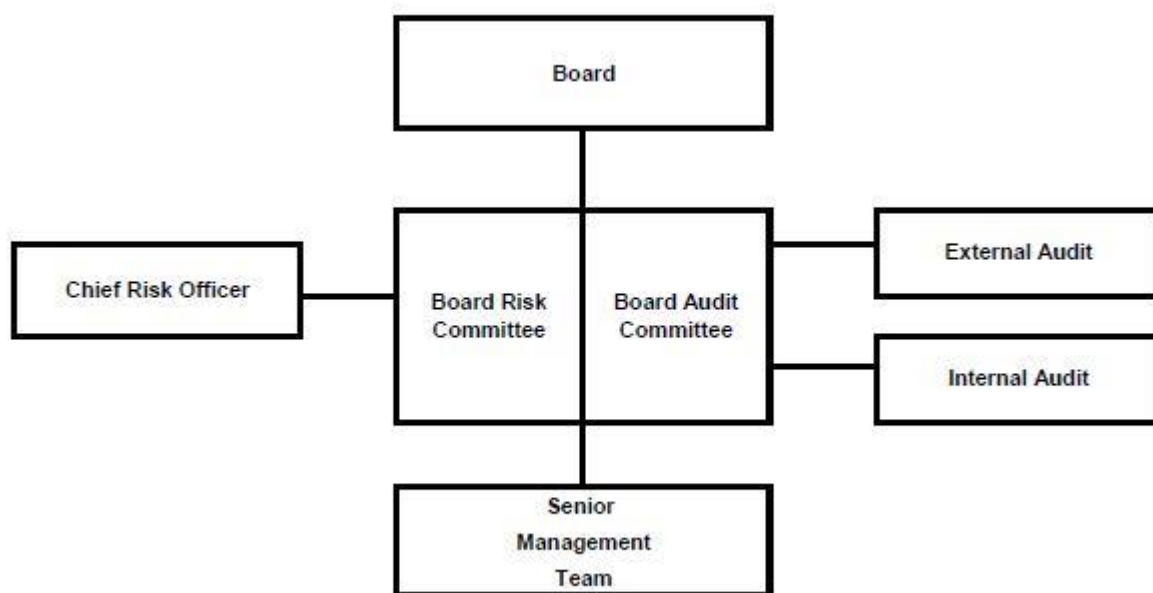 Board
Chief Risk Officer
Board Risk
Committee
Board Audit
Committee
External Audit
Internal Audit
Senior
Management
Team